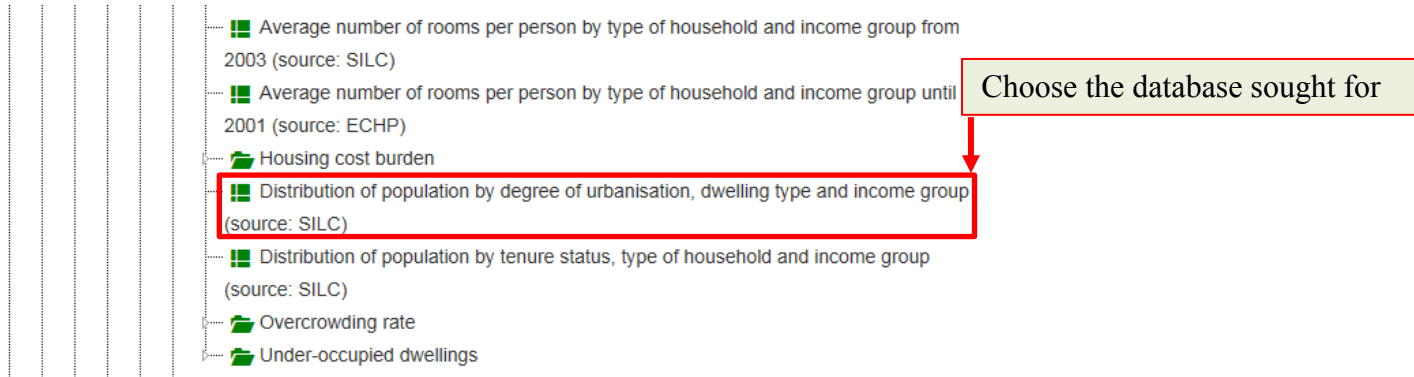 Average number of rooms per person by type of household and income group from
2003 (source: SILC)
Average number of rooms per person by type of household and income group until
2001 (source: ECHP)
Choose the database sought for
Housing cost burden
Distribution of population by degree of urbanisation, dwelling type and income group
(source: SILC)
Distribution of population by tenure status, type of household and income group
(source: SILC)
Overcrowding rate
Under-occupied dwellings